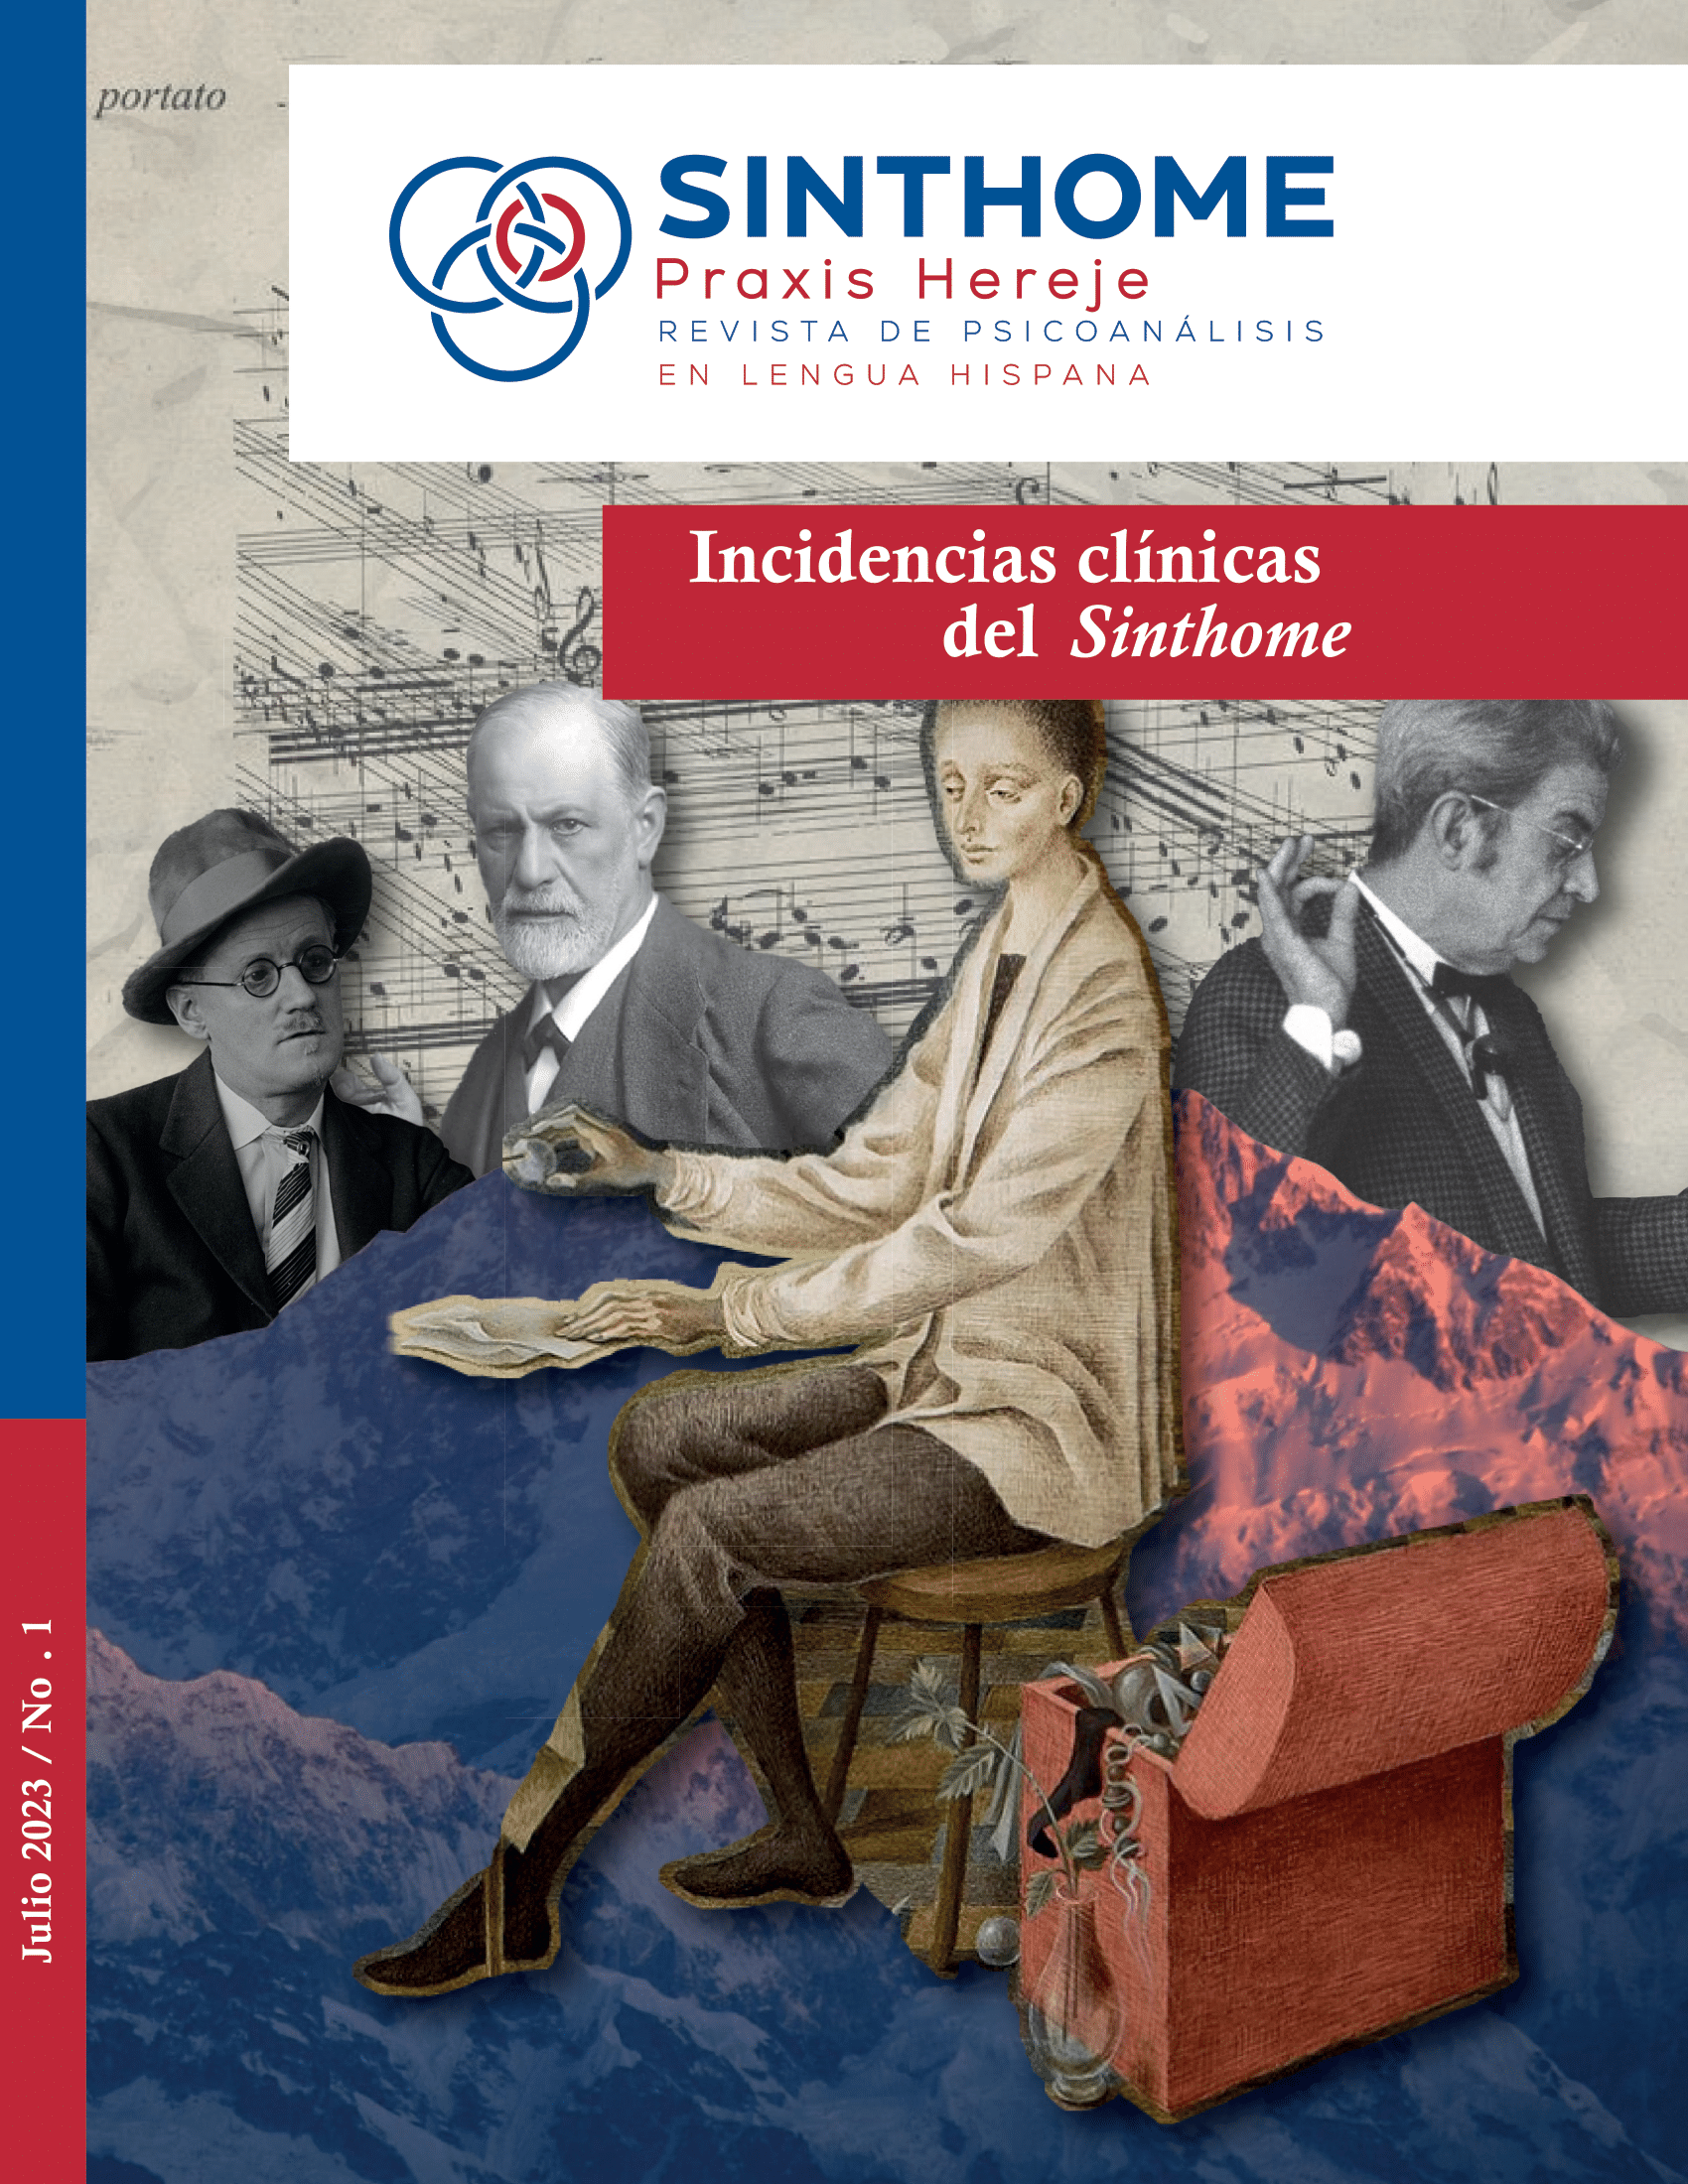 portato
SINTHOME
Praxis Hereje
REVISTA DE PSICOANÁLISIS
EN LENGUA HISPANA
Incidencias clínicas
del Sinthome
Julio 2023 / No . 1